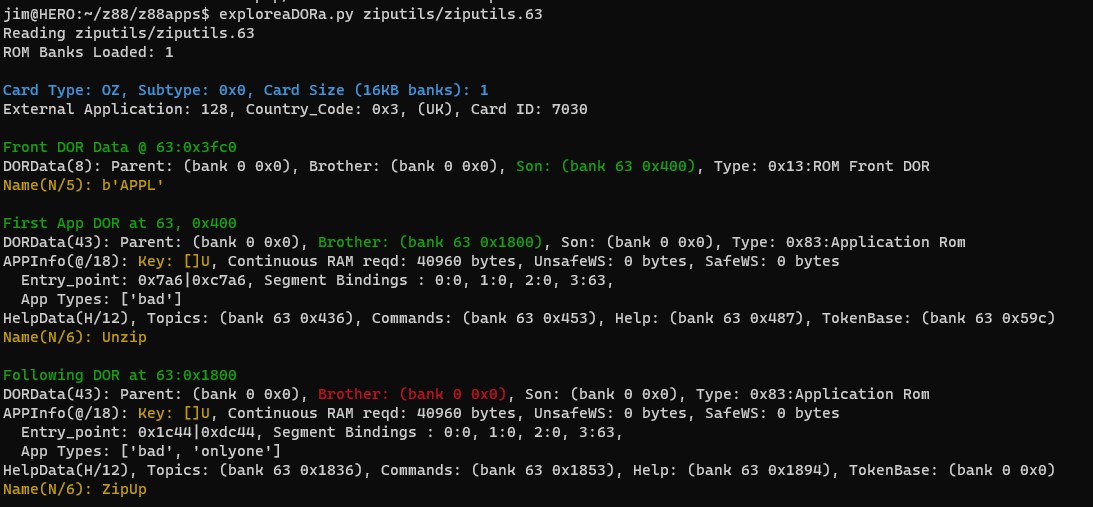 jim@HERO:~/z88/z88apps$ exploreaDORa.py ziputils/ziputils.63
Reading ziputils/ziputils.63
ROM Banks Loaded: 1
Card Type: OZ, Subtype: 0x0, Card Size (16KB banks): 1
External Application: 128, Country_Code: 0x3, (UK), Card ID: 7030
Front DOR Data @ 63:0x3fc0
DORData(8): Parent: (bank 0 0x0), Brother: (bank 0 0x0), Son: (bank 63 0x400), Type: 0x13:ROM Front DOR
Name(N/5): b'APPL'
First App DOR at 63, 0x400
DORData(43): Parent: (bank 0 0x0), Brother: (bank 63 0x1800), Son: (bank 0 0x0), Type: 0x83:Application Rom
APPInfo(@/18): Key: []U, Continuous RAM reqd: 40960 bytes, UnsafeWS: 0 bytes, SafeWS: 0 bytes
Entry_point: 0x7a6|0xc7a6, Segment Bindings : 0:0, 1:0, 2:0, 3:63,
App Types: ['bad']
HelpData(H/12), Topics: (bank 63 0x436), Commands: (bank 63 0x453), Help: (bank 63 0x487), TokenBase: (bank 63 0x59c)
Name(N/6): Unzip
Following DOR at 63:0x1800
DORData(43): Parent: (bank 0 0x0), Brother: (bank 0 0x0), Son: (bank 0 0x0), Type: 0x83:Application Rom
APPInfo(@/18): Key: []U, Continuous RAM reqd: 40960 bytes, UnsafeWS: 0 bytes, SafeWS: 0 bytes
Entry_point: 0x1c44|0xdc44, Segment Bindings : 0:0, 1:0, 2:0, 3:63,
App Types: ['bad', 'onlyone']
HelpData(H/12), Topics: (bank 63 0x1836), Commands: (bank 63 0x1853), Help: (bank 63 0x1894), TokenBase: (bank 0 0x0)
Name(N/6): ZipUp